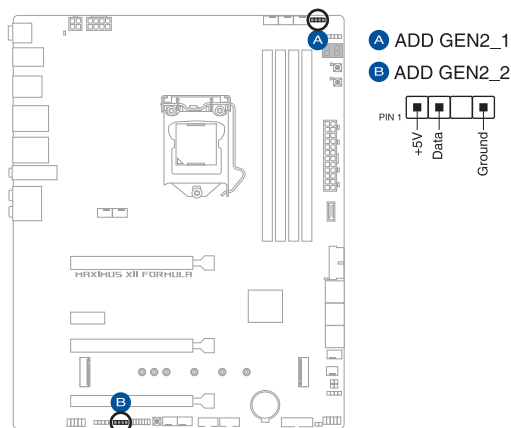 A ADD GEN2_1
B ADD GEN2_2
PIN 1
+5V
Data
Ground
A
MAXIMUS XII FORMULA
B